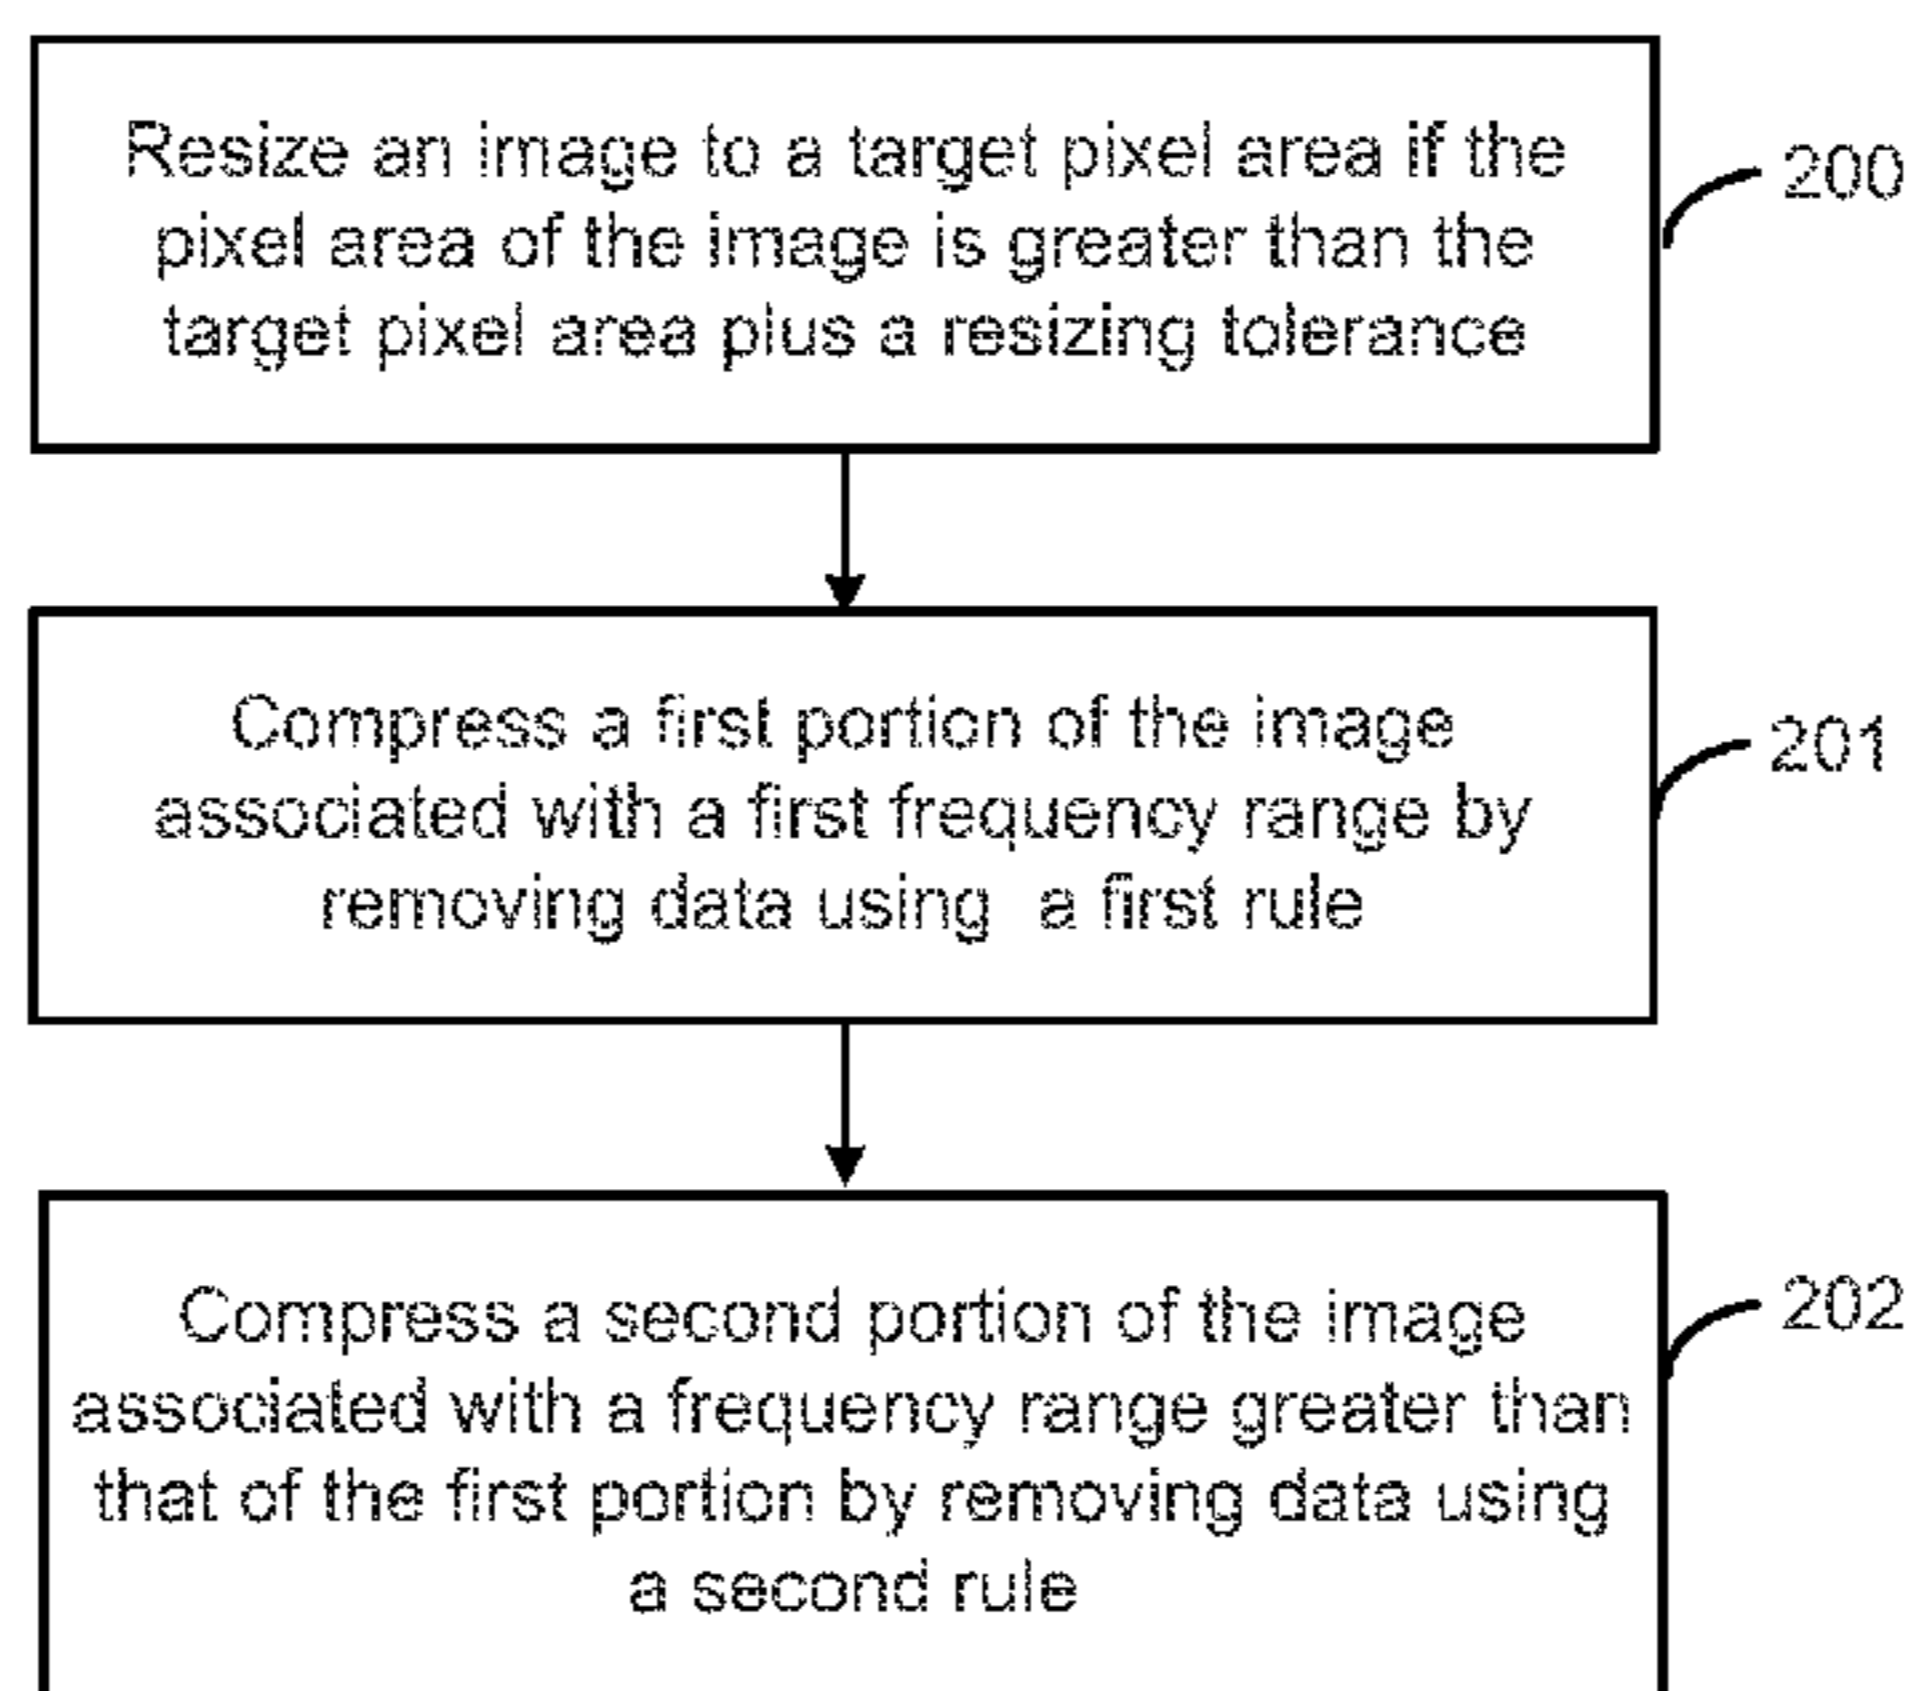 Resize an image to a target pixel area if the
pixel area of the image is greater than the
target pixel area plus a resizing tolerance
200
Compress a first portion of the image
associated with a first frequency range by
removing data using a first rule
201
Compress a second portion of the image
associated with a frequency range greater than
that of the first portion by removing data using
a second rule
202